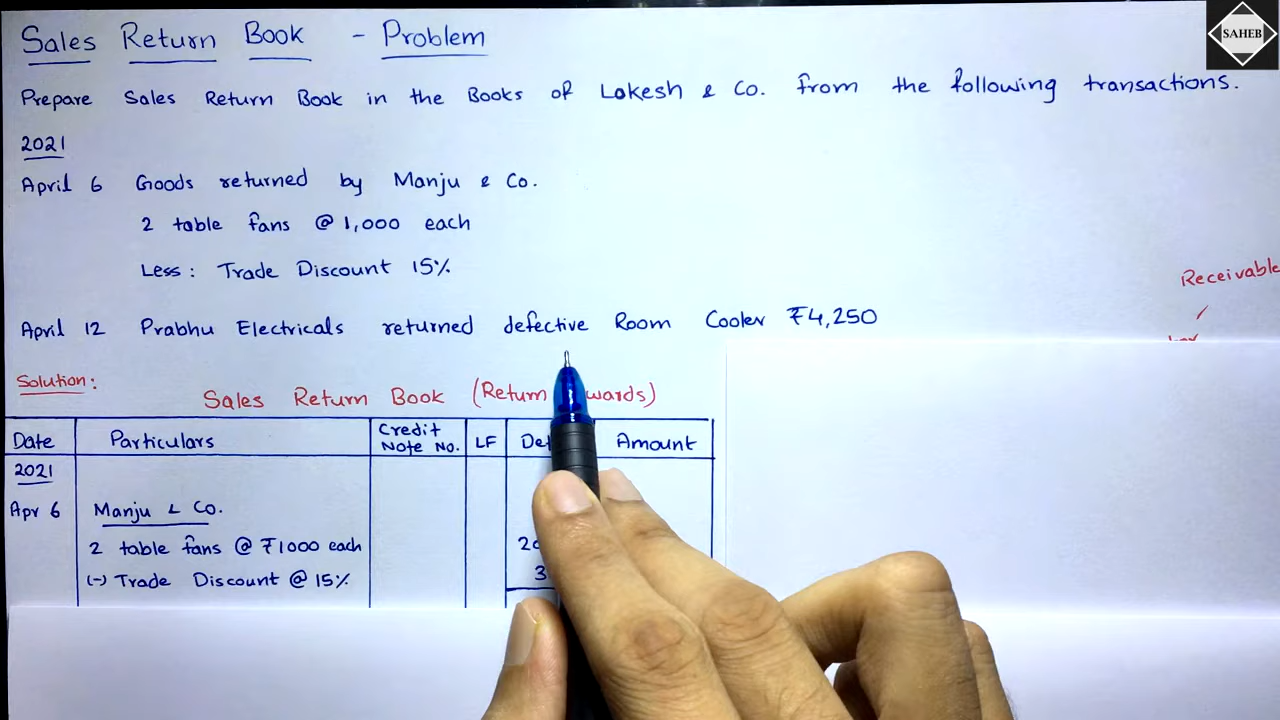 SAHEB
Sales Return Book - Problem
Prepare Sales Return Book in the Books of Lokesh & Co. from the following transactions.
2021
April 6 Goods returned by Manju & Co.
2 table fans @ 1,000 each
Less : Trade Discount 15%
Receivable
April 12 Prabhu Electricals returned defective Room Cooler ₹4,250
Solution:
Sales Return Book (Return wards)
Date Particulars Credit Note No. LF Amount
2021
Apr 6 Manju & Co.
2 table fans @ ₹1000 each
(-) Trade Discount @ 15%